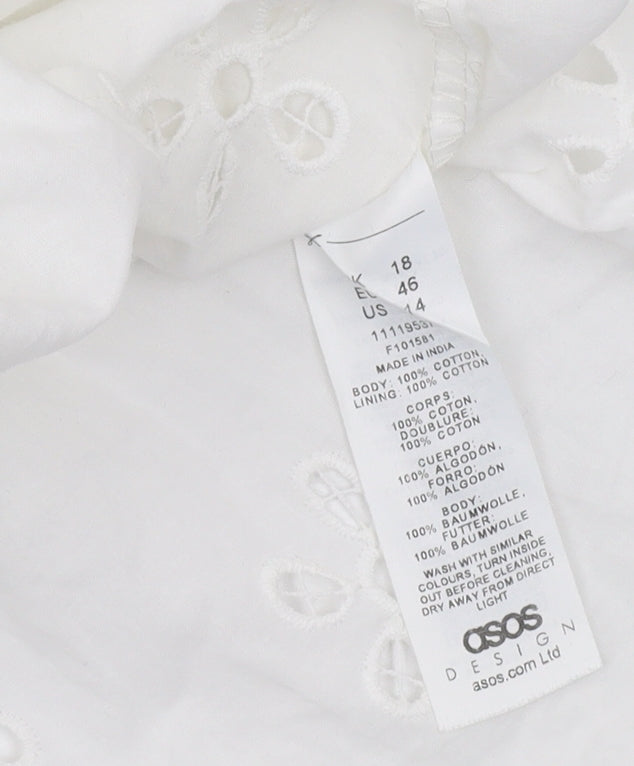 18
EU 46
US 14
1111953
F101581
MADE IN INDIA
BODY: 100% COTTON,
LINING: 100% COTTON
CORPS:
100% COTON,
DOUBLURE:
100% COTON
CUERPO:
100% ALGODÓN,
FORRO:
100% ALGODÓN
BODY:
100% BAUMWOLLE,
FUTTER:
100% BAUMWOLLE
WASH WITH SIMILAR
COLOURS, TURN INSIDE
OUT BEFORE CLEANING,
DRY AWAY FROM DIRECT
LIGHT
asos
DESIGN
asos.com Ltd